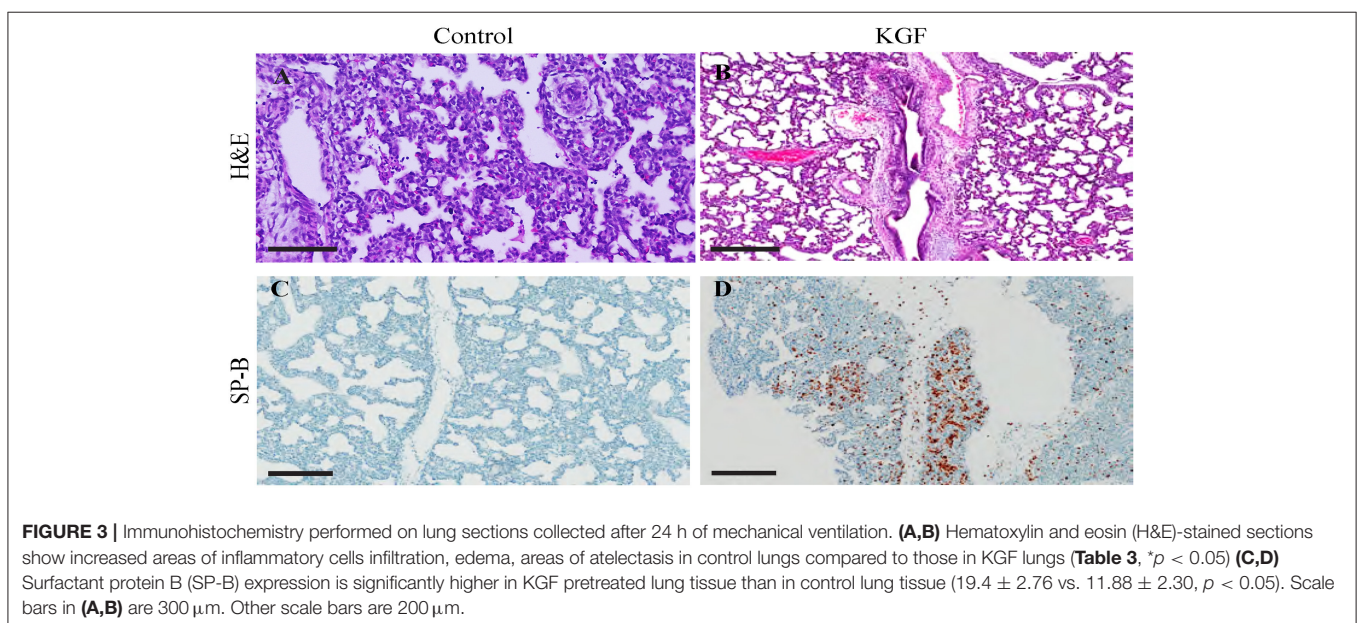 Control KGF
H&E
A
B
SP-B
C
D
FIGURE 3 | Immunohistochemistry performed on lung sections collected after 24 h of mechanical ventilation. (A,B) Hematoxylin and eosin (H&E)-stained sections
show increased areas of inflammatory cells infiltration, edema, areas of atelectasis in control lungs compared to those in KGF lungs (Table 3, *p < 0.05) (C,D)
Surfactant protein B (SP-B) expression is significantly higher in KGF pretreated lung tissue than in control lung tissue (19.4 ± 2.76 vs. 11.88 ± 2.30, p < 0.05). Scale
bars in (A,B) are 300 μm. Other scale bars are 200 μm.